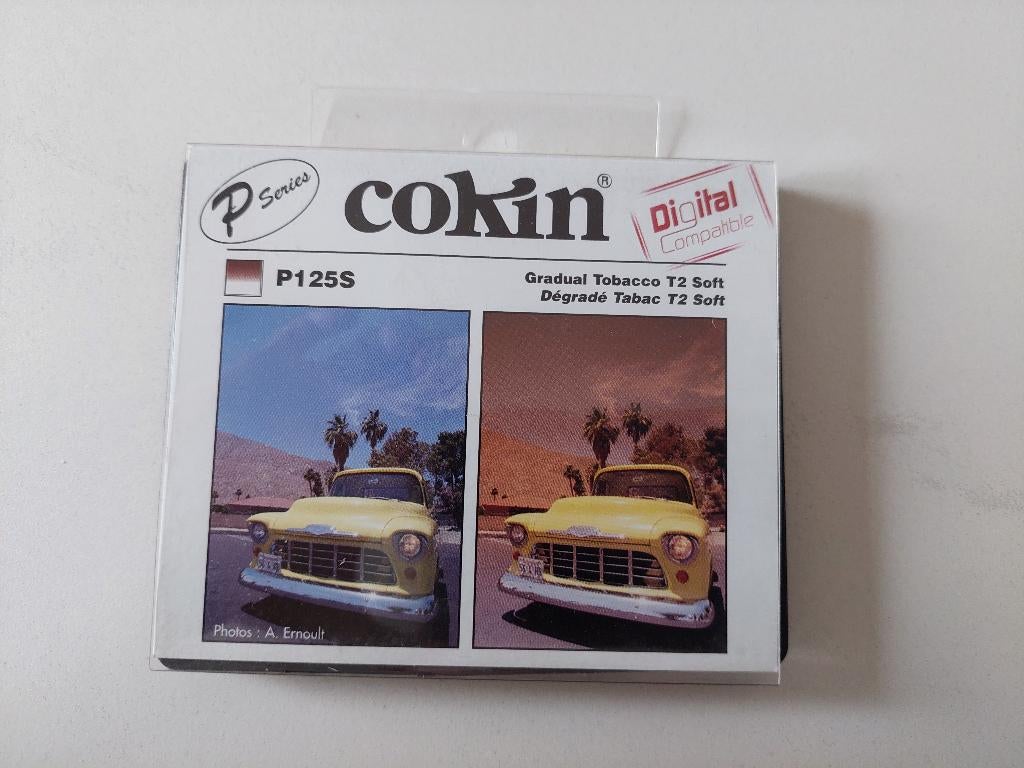 P Series
cokin®
Digital
Compatible
P125S
Gradual Tobacco T2 Soft
Dégradé Tabac T2 Soft
Photos : A. Ernoult